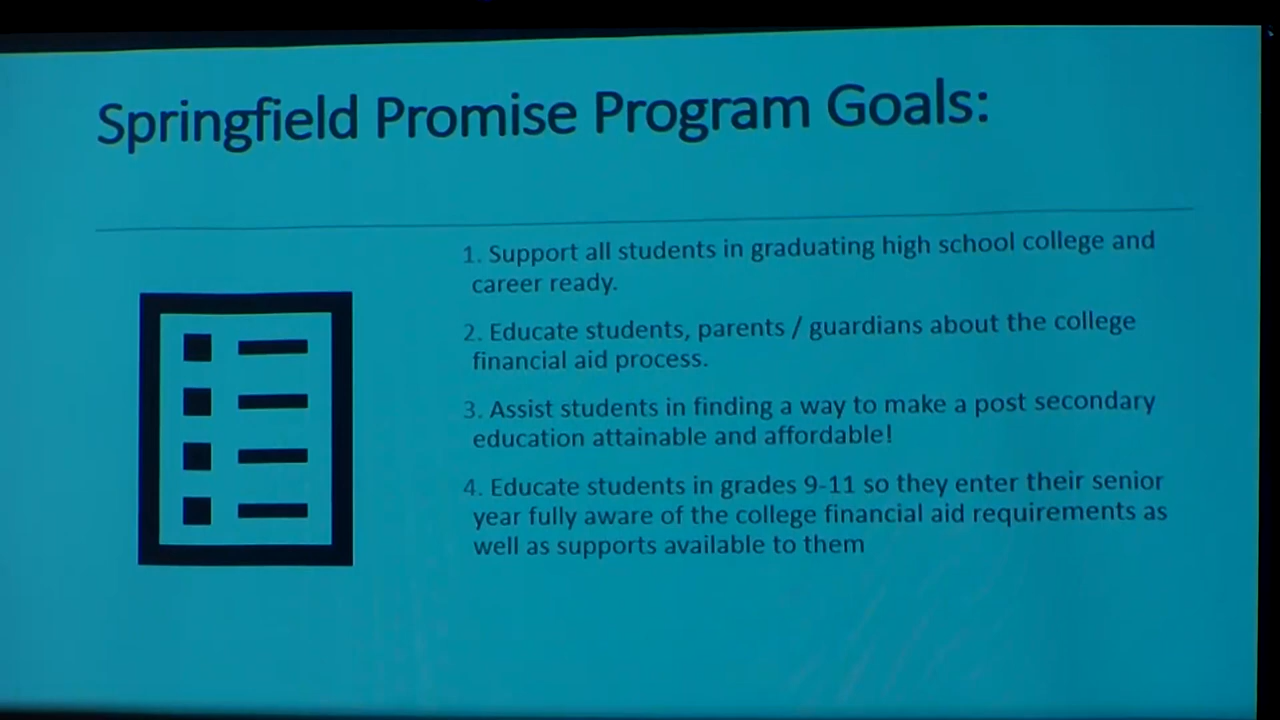 Springfield Promise Program Goals:
1. Support all students in graduating high school college and
career ready.
2. Educate students, parents / guardians about the college
financial aid process.
3. Assist students in finding a way to make a post secondary
education attainable and affordable!
4. Educate students in grades 9-11 so they enter their senior
year fully aware of the college financial aid requirements as
well as supports available to them